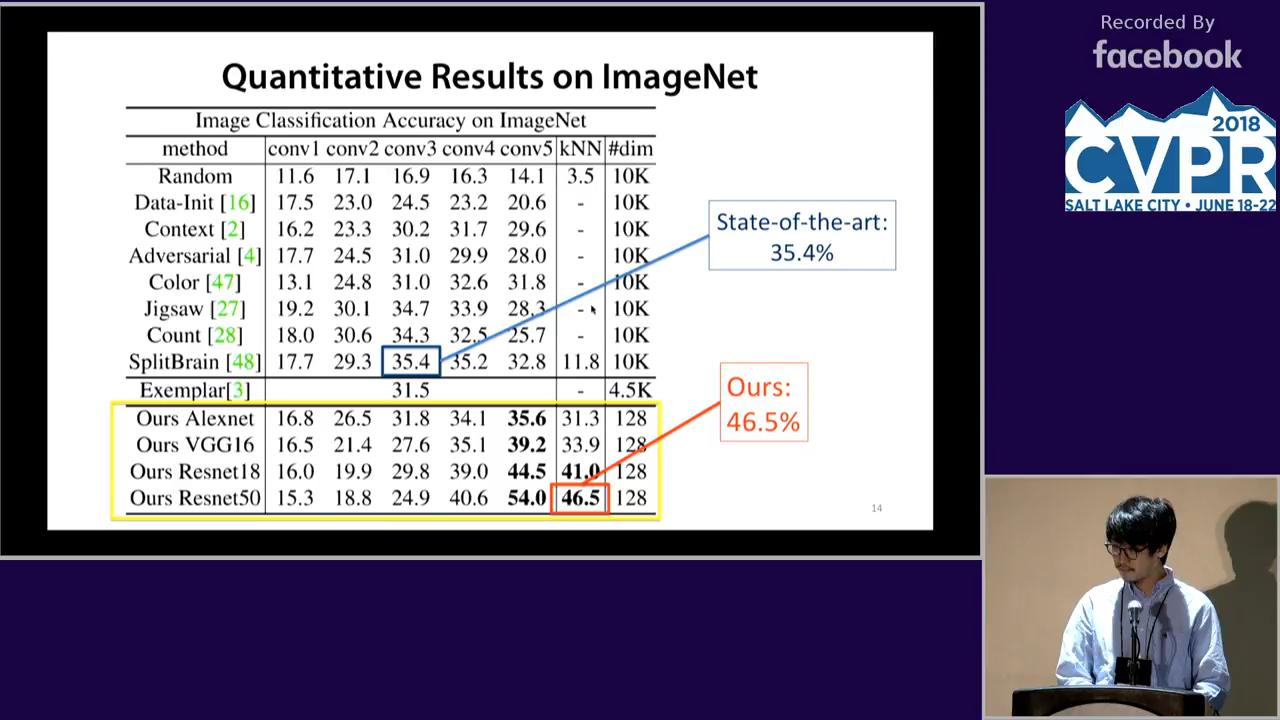 Quantitative Results on ImageNet
Image Classification Accuracy on ImageNet
method conv1 conv2 conv3 conv4 conv5 kNN #dim
Random 11.6 17.1 16.9 16.3 14.1 3.5 10K
Data-Init [16] 17.5 23.0 24.5 23.2 20.6 - 10K
Context [2] 16.2 23.3 30.2 31.7 29.6 - 10K
Adversarial [4] 17.7 24.5 31.0 29.9 28.0 - 10K
Color [47] 13.1 24.8 31.0 32.6 31.8 - 10K
Jigsaw [27] 19.2 30.1 34.7 33.9 28.3 - 10K
Count [28] 18.0 30.6 34.3 32.5 25.7 - 10K
SplitBrain [48] 17.7 29.3 35.4 35.2 32.8 11.8 10K
Exemplar[3] 31.5 - 4.5K
Ours Alexnet 16.8 26.5 31.8 34.1 35.6 31.3 128
Ours VGG16 16.5 21.4 27.6 35.1 39.2 33.9 128
Ours Resnet18 16.0 19.9 29.8 39.0 44.5 41.0 128
Ours Resnet50 15.3 18.8 24.9 40.6 54.0 46.5 128
State-of-the-art:
35.4%
Ours:
46.5%
14
Recorded By
facebook
2018
CVPR
SALT LAKE CITY • JUNE 18-22